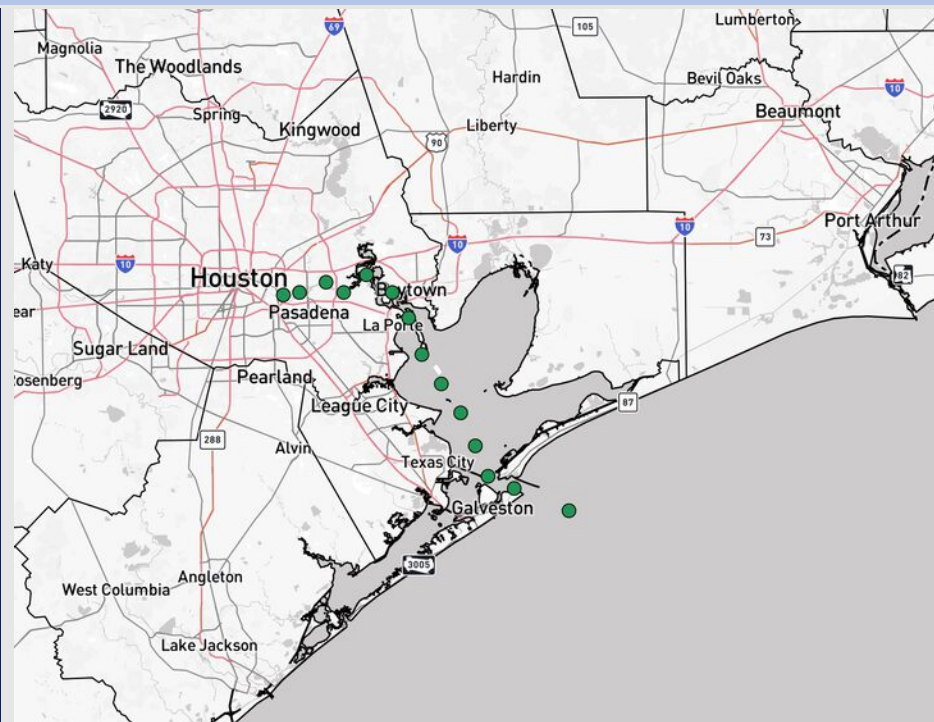 69
105
Lumberton
Magnolia
The Woodlands
Hardin
Bevil Oaks
10
2920
Spring
Beaumont
Kingwood
Liberty
90
Port Arthur
10
73
10
Katy
10
Houston
82
Baytown
Pasadena
La Porte
ear
Sugar Land
Rosenberg
Pearland
League City
87
288
Alvin
Texas City
Galveston
3005
Angleton
West Columbia
Lake Jackson